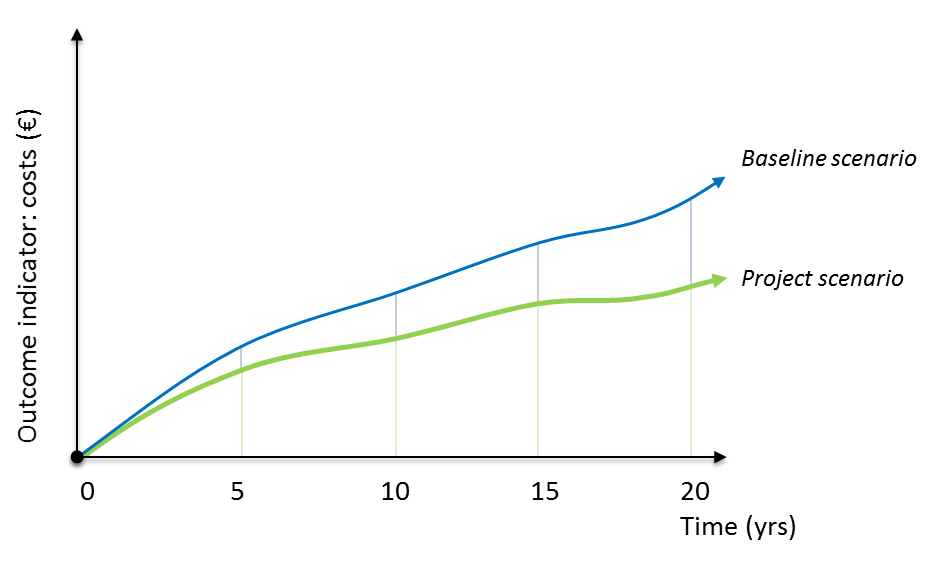 Outcome indicator: costs (€)
Baseline scenario
Project scenario
0 5 10 15 20
Time (yrs)